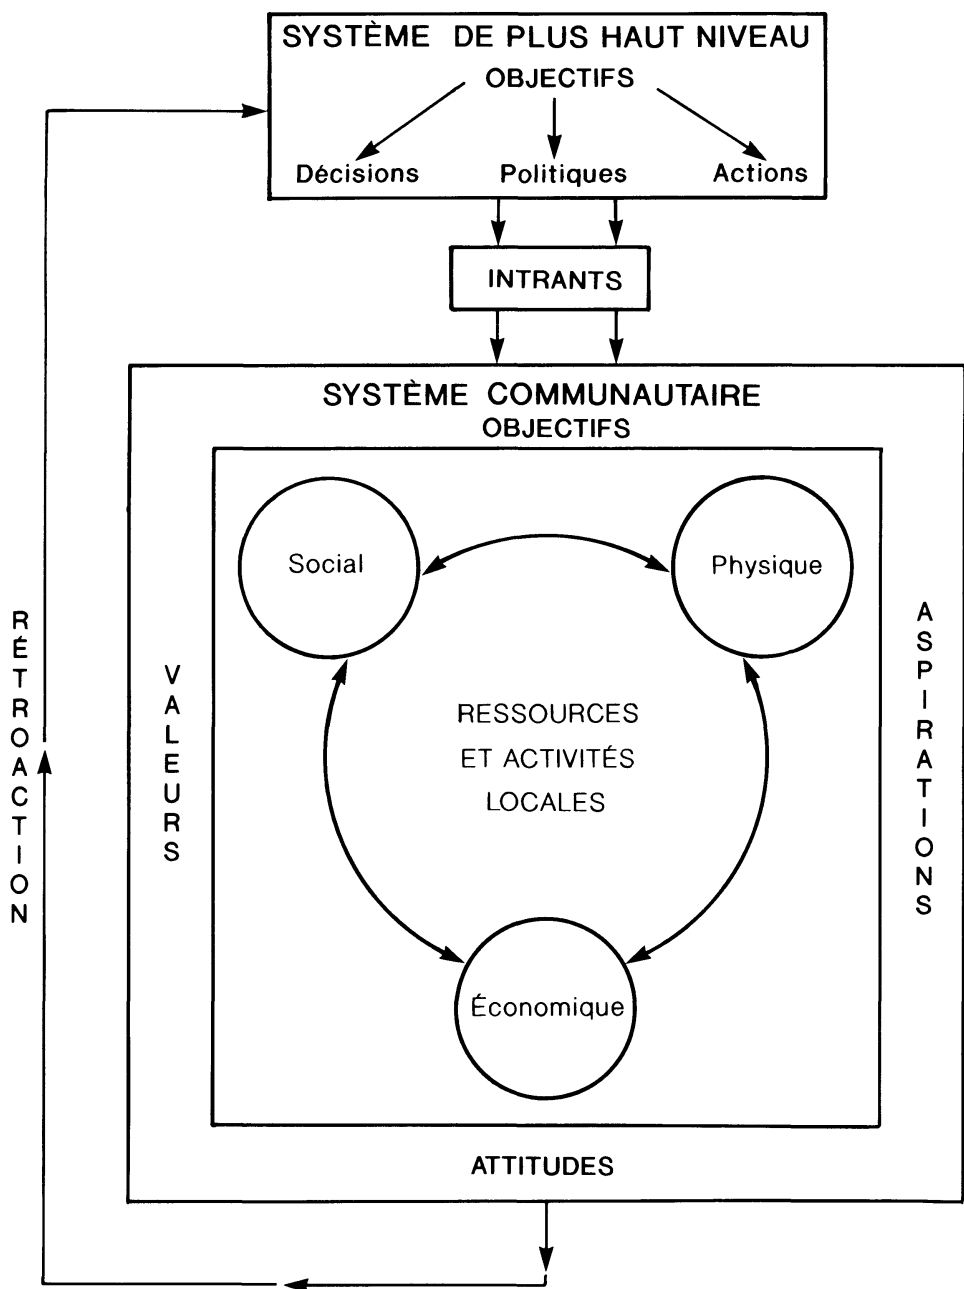 SYSTÈME DE PLUS HAUT NIVEAU
OBJECTIFS
Décisions Politiques Actions
INTRANTS
SYSTÈME COMMUNAUTAIRE
OBJECTIFS
Social
Physique
RÉTROACTION
VALEURS
RESSOURCES
ET ACTIVITÉS
LOCALES
ASPIRATIONS
Économique
ATTITUDES